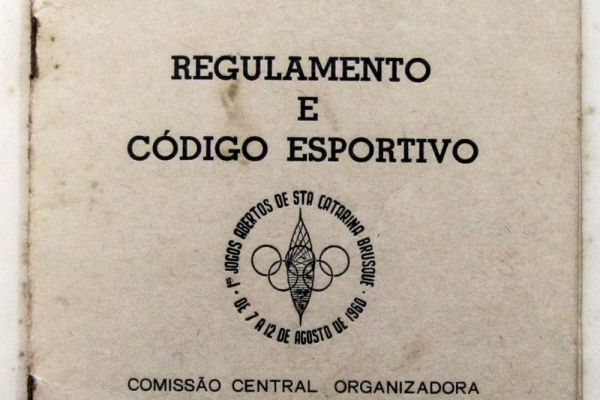 REGULAMENTO
E
CÓDIGO ESPORTIVO
1ºs JOGOS ABERTOS DE STA CATARINA BRUSQUE
· DE 7 A 12 DE AGOSTO DE 1960 ·
COMISSÃO CENTRAL ORGANIZADORA